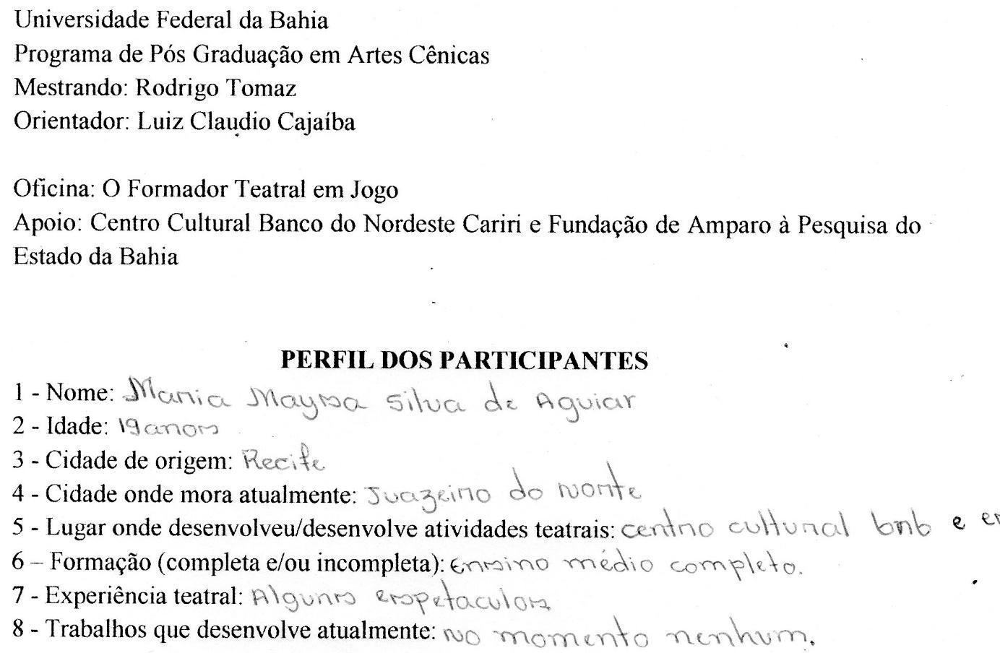 Universidade Federal da Bahia
Programa de Pós Graduação em Artes Cênicas
Mestrando: Rodrigo Tomaz
Orientador: Luiz Claudio Cajaíba
Oficina: O Formador Teatral em Jogo
Apoio: Centro Cultural Banco do Nordeste Cariri e Fundação de Amparo à Pesquisa do
Estado da Bahia
PERFIL DOS PARTICIPANTES
1 - Nome: Maria Maysa Silva de Aguiar
2 - Idade: 19 anos
3 - Cidade de origem: Recife
4 - Cidade onde mora atualmente: Juazeiro do norte
5 - Lugar onde desenvolveu/desenvolve atividades teatrais: centro cultural bnb e
6 – Formação (completa e/ou incompleta): Ensino médio completo.
7 - Experiência teatral: Alguns espetaculos
8 - Trabalhos que desenvolve atualmente: no momento nenhum.